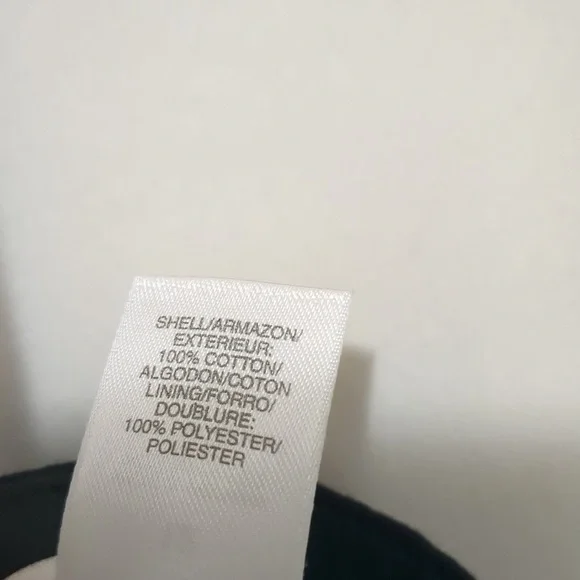 SHELL/ARMAZON/
EXTERIEUR:
100% COTTON/
ALGODON/COTON
LINING/FORRO/
DOUBLURE:
100% POLYESTER/
POLIESTER